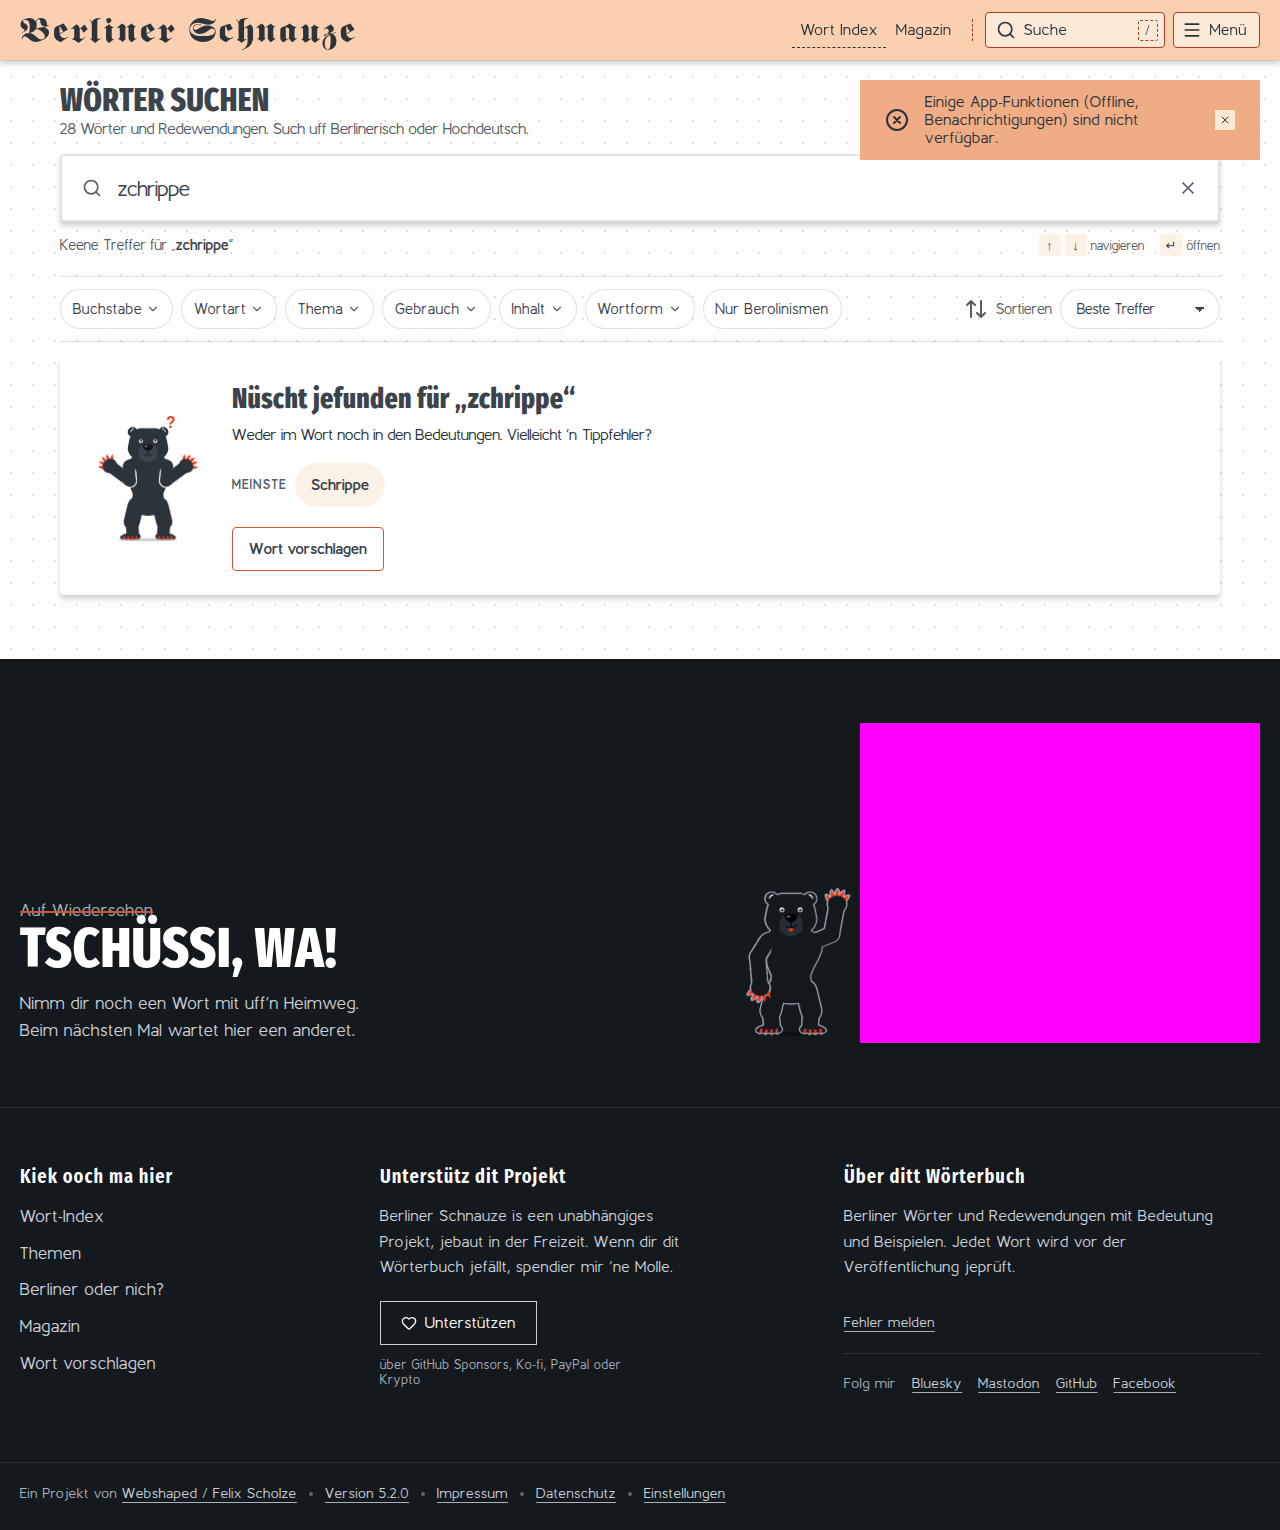 Berliner Schnauze
Wort Index
Magazin
Suche
/
Menü
WÖRTER SUCHEN
28 Wörter und Redewendungen. Such uff Berlinerisch oder Hochdeutsch.
Einige App-Funktionen (Offline,
Benachrichtigungen) sind nicht
verfügbar.
zchrippe
Keene Treffer für „zchrippe“
↑ ↓ navigieren ↵ öffnen
Buchstabe
Wortart
Thema
Gebrauch
Inhalt
Wortform
Nur Berolinismen
Sortieren
Beste Treffer
?
Nüscht jefunden für „zchrippe“
Weder im Wort noch in den Bedeutungen. Vielleicht ’n Tippfehler?
MEINSTE Schrippe
Wort vorschlagen
Auf Wiedersehen
TSCHÜSSI, WA!
Nimm dir noch een Wort mit uff’n Heimweg.
Beim nächsten Mal wartet hier een anderet.
Kiek ooch ma hier
Wort-Index
Themen
Berliner oder nich?
Magazin
Wort vorschlagen
Unterstütz dit Projekt
Berliner Schnauze is een unabhängiges
Projekt, jebaut in der Freizeit. Wenn dir dit
Wörterbuch jefällt, spendier mir ’ne Molle.
Unterstützen
über GitHub Sponsors, Ko-fi, PayPal oder
Krypto
Über ditt Wörterbuch
Berliner Wörter und Redewendungen mit Bedeutung
und Beispielen. Jedet Wort wird vor der
Veröffentlichung jeprüft.
Fehler melden
Folg mir Bluesky Mastodon GitHub Facebook
Ein Projekt von Webshaped / Felix Scholze • Version 5.2.0 • Impressum • Datenschutz • Einstellungen